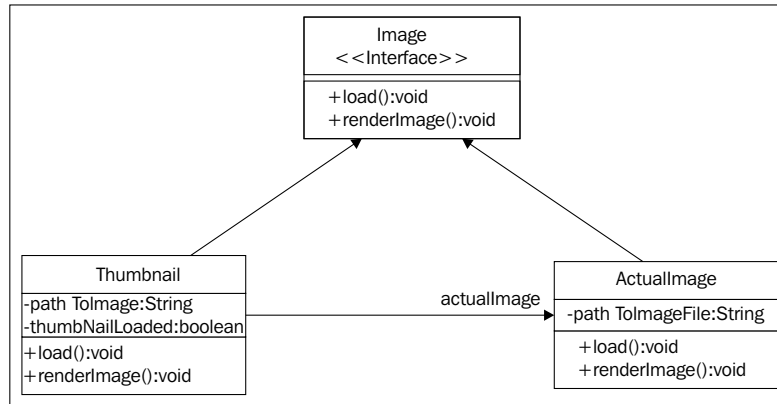 Image
<<Interface>>
+load():void
+renderImage():void
Thumbnail
-path ToImage:String
-thumbNailLoaded:boolean
+load():void
+renderImage():void
actualImage
ActualImage
-path ToImageFile:String
+load():void
+renderImage():void